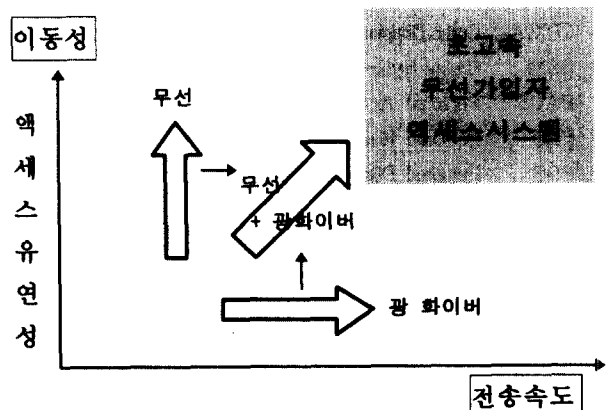 이동성
초고속
무선가입자
액세스시스템
무선
액세스유연성
무선
+ 광화이버
광 화이버
전송속도